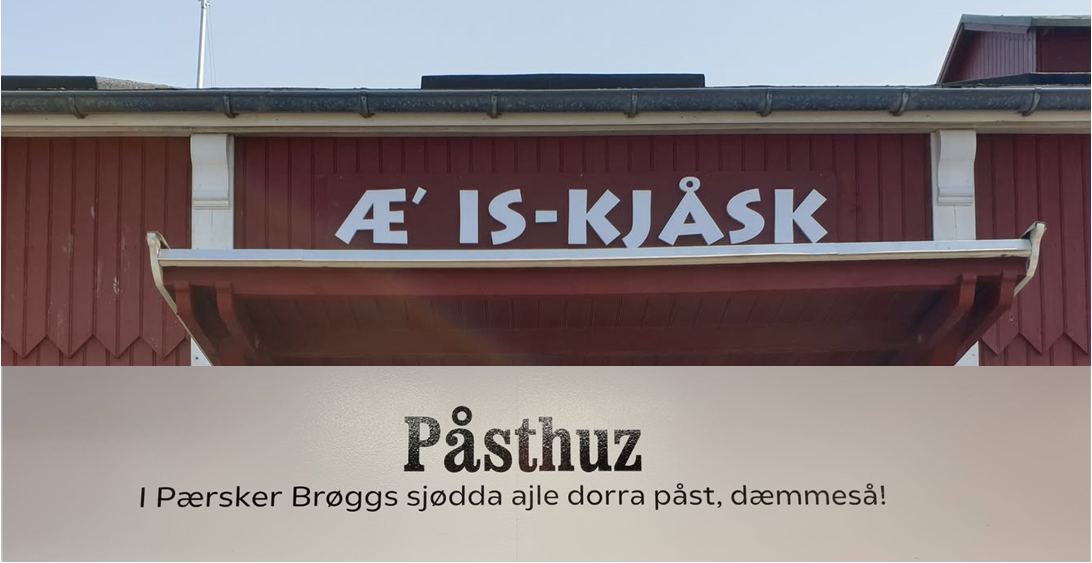 Æ' IS-KJÅSK
Påsthuz
I Pærsker Brøggs sjødda ajle dorra påst, dæmmeså!